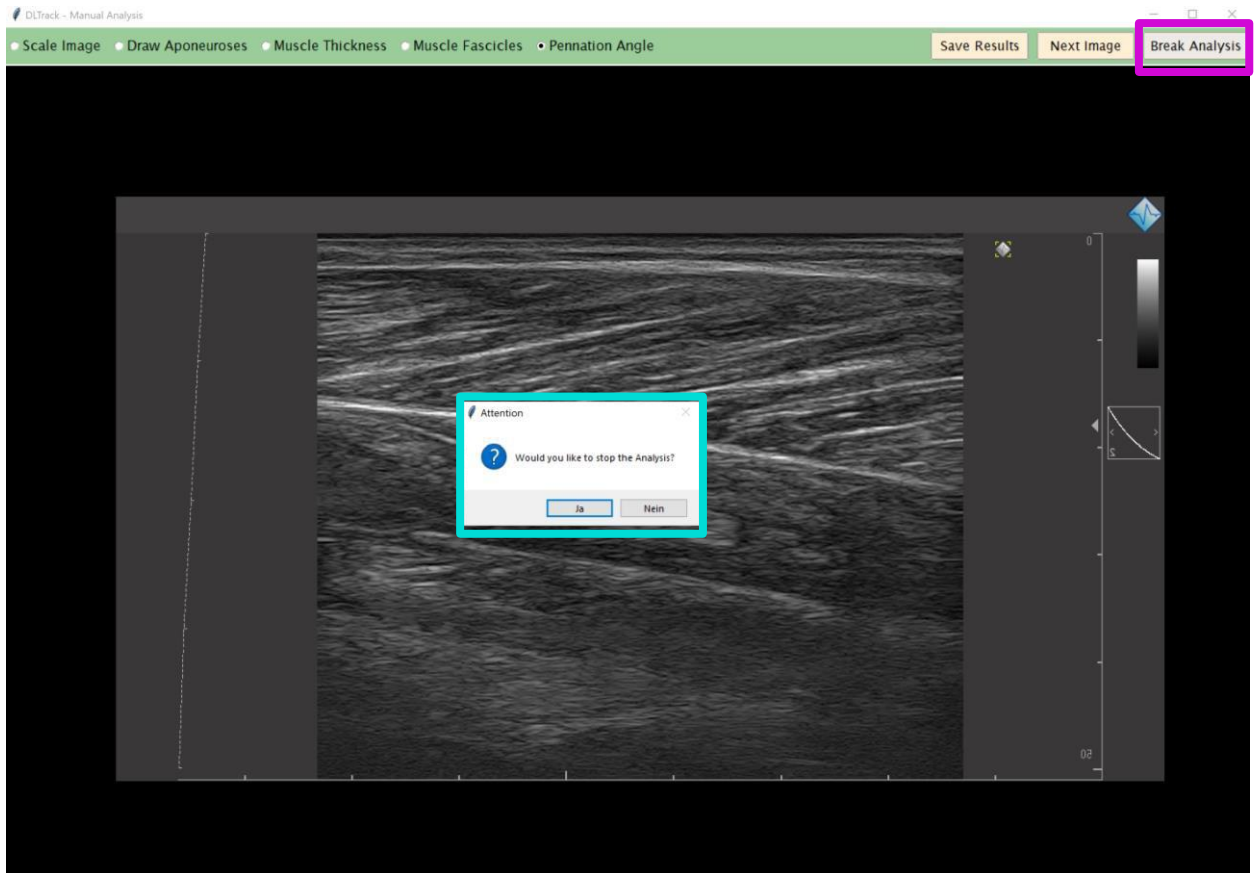 DLTrack - Manual Analysis
Scale Image Draw Aponeuroses Muscle Thickness Muscle Fascicles Pennation Angle Save Results Next Image Break Analysis
0
Attention
? Would you like to stop the Analysis?
Ja Nein
2
50